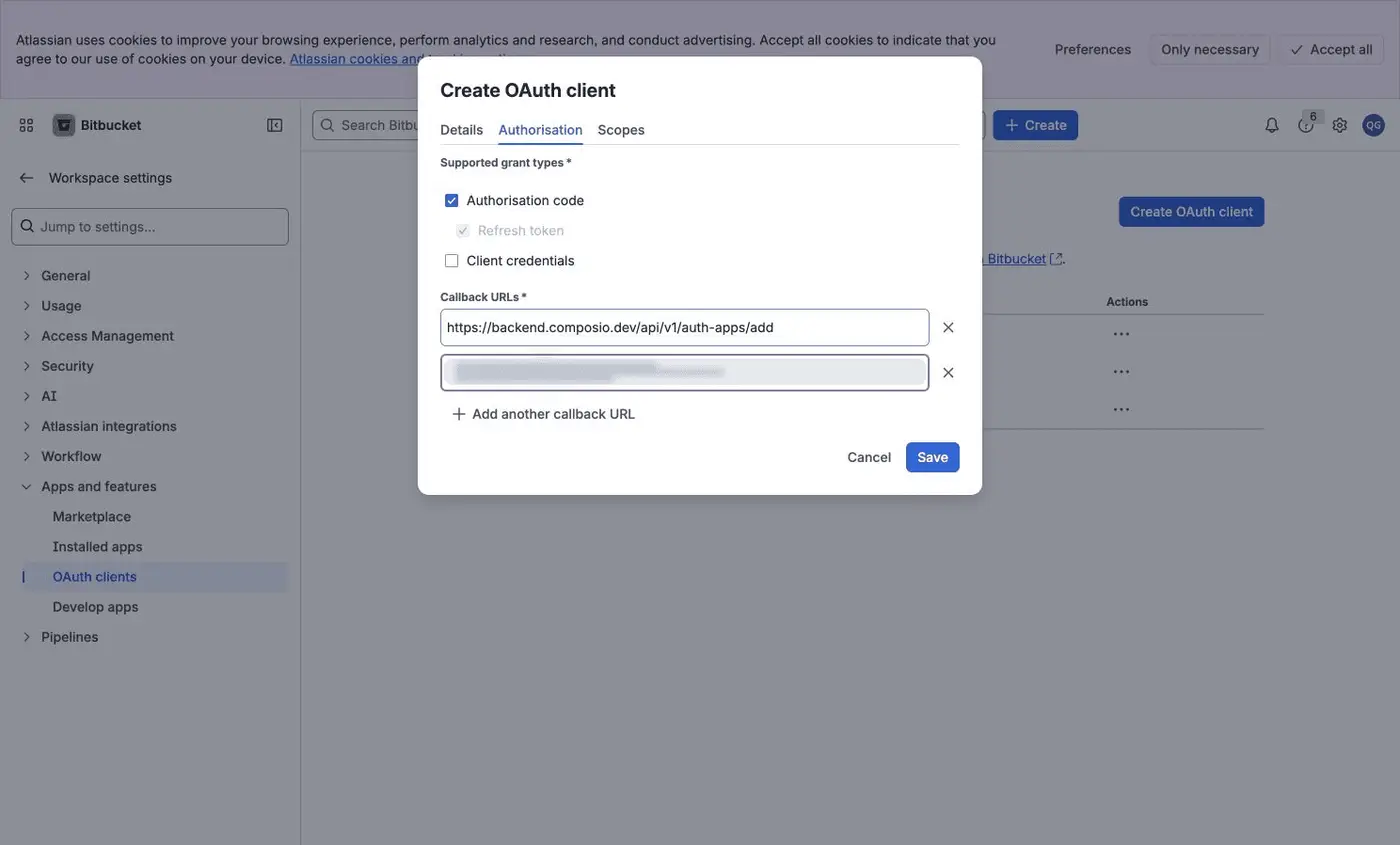 Atlassian uses cookies to improve your browsing experience, perform analytics and research, and conduct advertising. Accept all cookies to indicate that you
agree to our use of cookies on your device. Atlassian cookies and
Preferences
Only necessary
Accept all
Bitbucket
Search Bitbu
Create
6
QG
Workspace settings
Jump to settings...
General
Usage
Access Management
Security
AI
Atlassian integrations
Workflow
Apps and features
Marketplace
Installed apps
OAuth clients
Develop apps
Pipelines
Create OAuth client
Bitbucket
Actions
Create OAuth client
Details
Authorisation
Scopes
Supported grant types *
Authorisation code
Refresh token
Client credentials
Callback URLs *
https://backend.composio.dev/api/v1/auth-apps/add
Add another callback URL
Cancel
Save